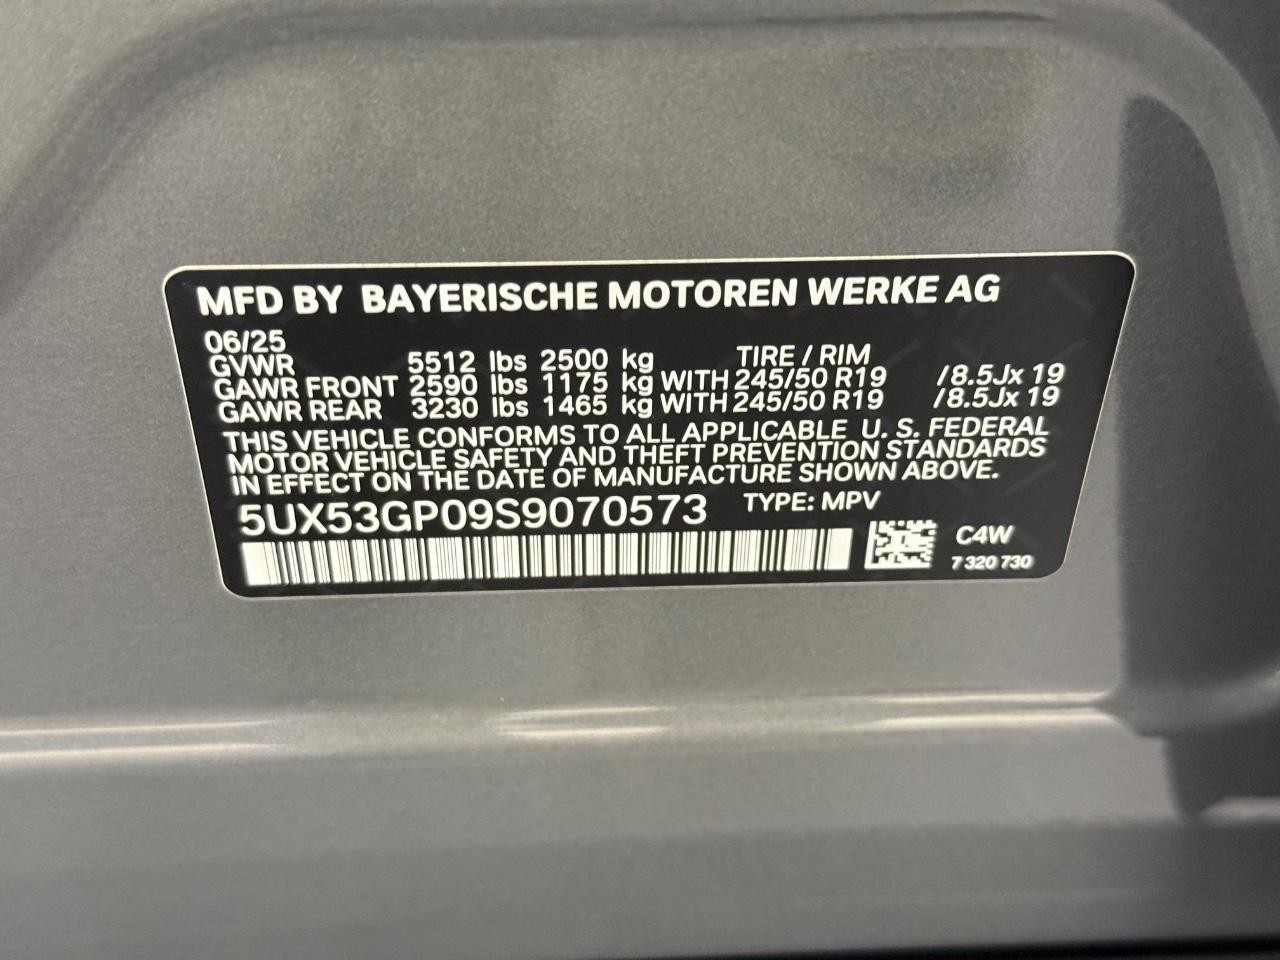 MFD BY BAYERISCHE MOTOREN WERKE AG
06/25
GVWR 5512 lbs 2500 kg TIRE / RIM
GAWR FRONT 2590 lbs 1175 kg WITH 245/50 R19 /8.5Jx 19
GAWR REAR 3230 lbs 1465 kg WITH 245/50 R19 /8.5Jx 19
THIS VEHICLE CONFORMS TO ALL APPLICABLE U. S. FEDERAL
MOTOR VEHICLE SAFETY AND THEFT PREVENTION STANDARDS
IN EFFECT ON THE DATE OF MANUFACTURE SHOWN ABOVE.
5UX53GP09S9070573 TYPE: MPV
C4W
7 320 730